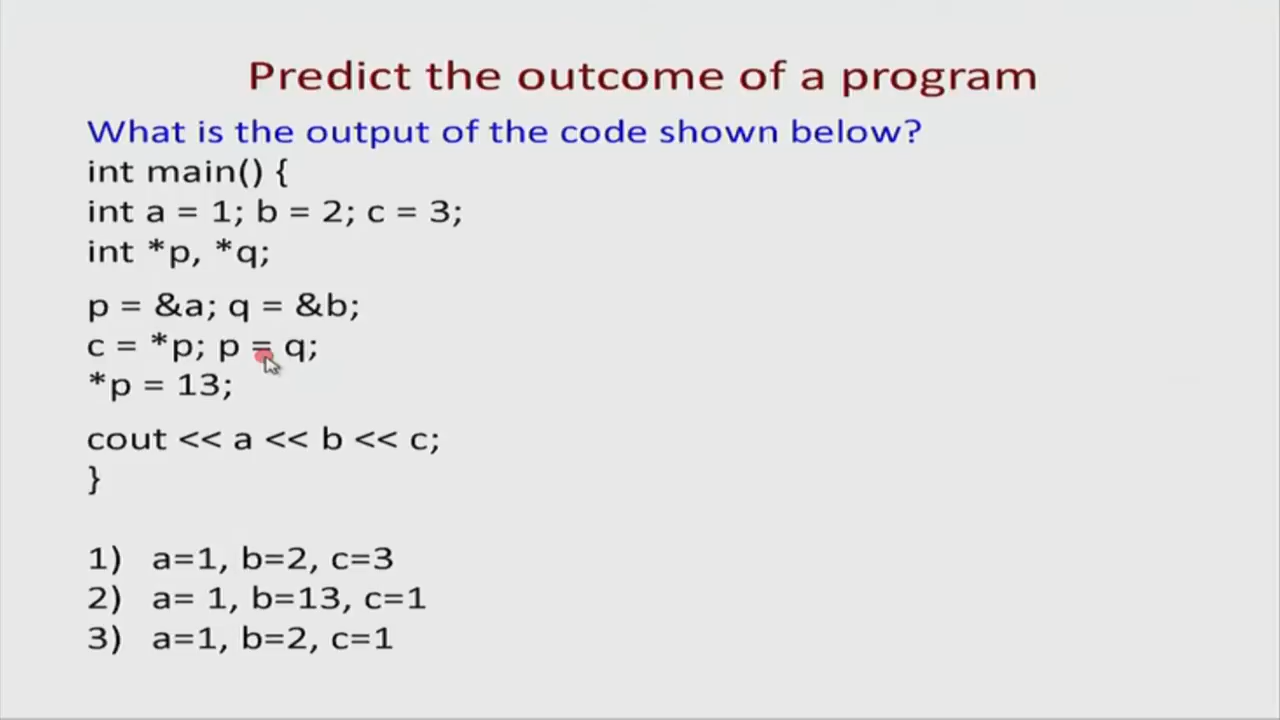 Predict the outcome of a program
What is the output of the code shown below?
int main() {
int a = 1; b = 2; c = 3;
int *p, *q;
p = &a; q = &b;
c = *p; p = q;
*p = 13;
cout << a << b << c;
}
1) a=1, b=2, c=3
2) a= 1, b=13, c=1
3) a=1, b=2, c=1